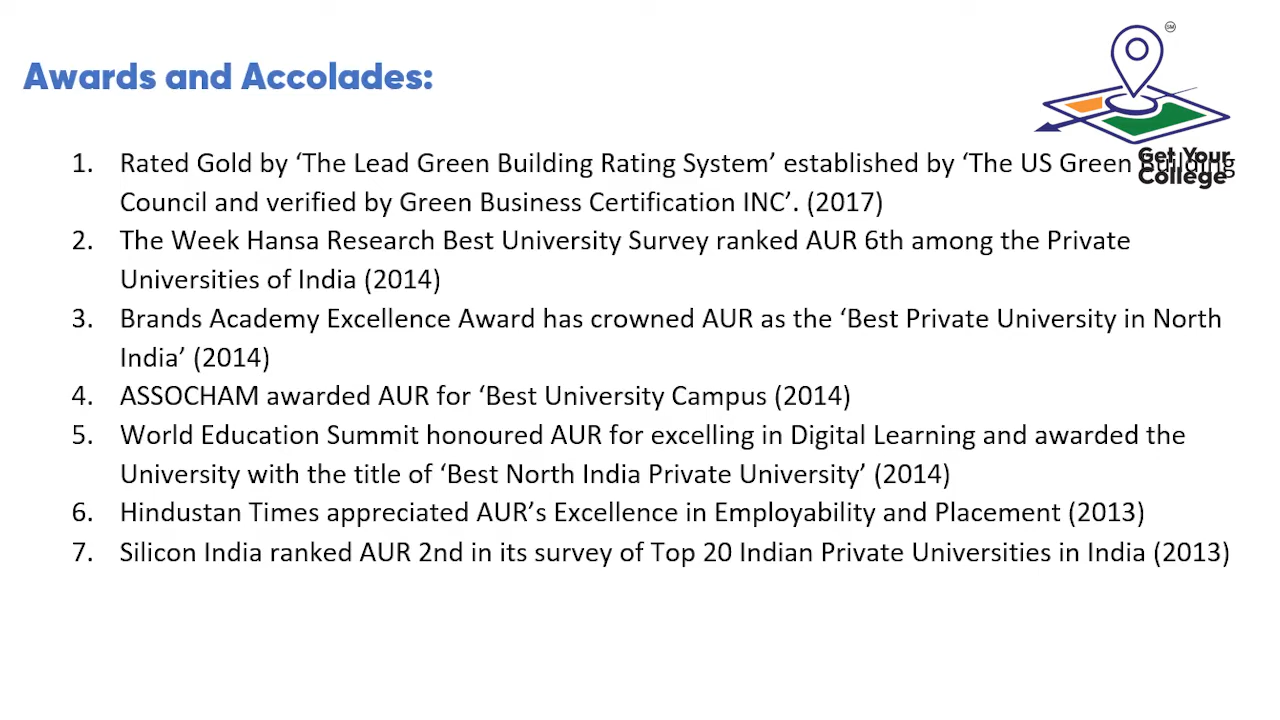 Awards and Accolades:
SM
Get Your
College
1. Rated Gold by ‘The Lead Green Building Rating System’ established by ‘The US Green Building
Council and verified by Green Business Certification INC’. (2017)
2. The Week Hansa Research Best University Survey ranked AUR 6th among the Private
Universities of India (2014)
3. Brands Academy Excellence Award has crowned AUR as the ‘Best Private University in North
India’ (2014)
4. ASSOCHAM awarded AUR for ‘Best University Campus (2014)
5. World Education Summit honoured AUR for excelling in Digital Learning and awarded the
University with the title of ‘Best North India Private University’ (2014)
6. Hindustan Times appreciated AUR’s Excellence in Employability and Placement (2013)
7. Silicon India ranked AUR 2nd in its survey of Top 20 Indian Private Universities in India (2013)